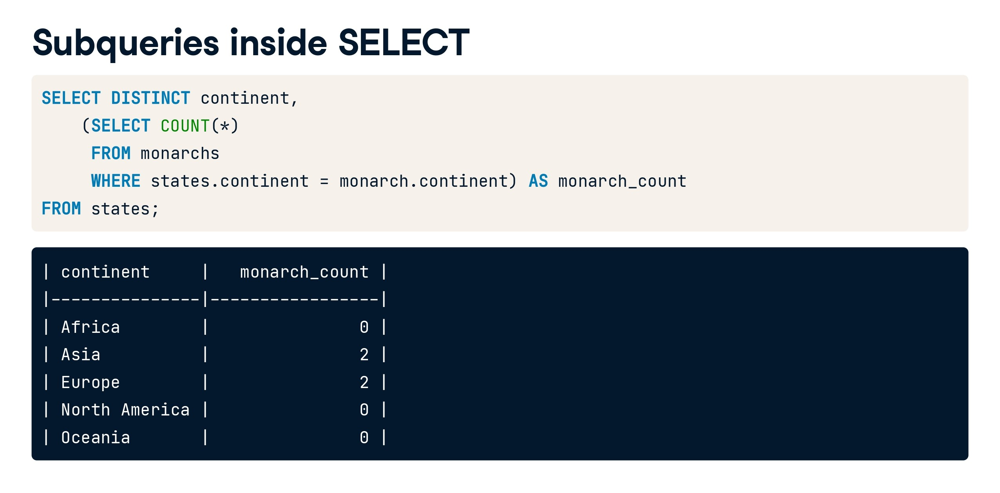 Subqueries inside SELECT
SELECT DISTINCT continent,
    (SELECT COUNT(*)
     FROM monarchs
     WHERE states.continent = monarch.continent) AS monarch_count
FROM states;
| continent     |   monarch_count |
|---------------|-----------------|
| Africa        |               0 |
| Asia          |               2 |
| Europe        |               2 |
| North America |               0 |
| Oceania       |               0 |